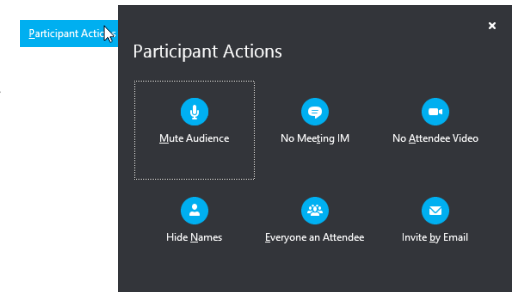 Participant Actions
Participant Actions
Mute Audience
No Meeting IM
No Attendee Video
Hide Names
Everyone an Attendee
Invite by Email